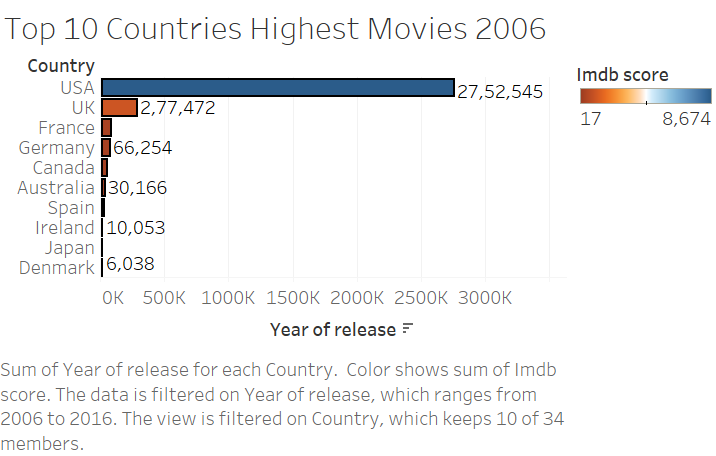 Top 10 Countries Highest Movies 2006
Country
Imdb score
USA 27,52,545
17 8,674
UK 2,77,472
France
Germany 66,254
Canada
Australia 30,166
Spain
Ireland 10,053
Japan
Denmark 6,038
0K 500K 1000K 1500K 2000K 2500K 3000K
Year of release
Sum of Year of release for each Country. Color shows sum of Imdb
score. The data is filtered on Year of release, which ranges from
2006 to 2016. The view is filtered on Country, which keeps 10 of 34
members.